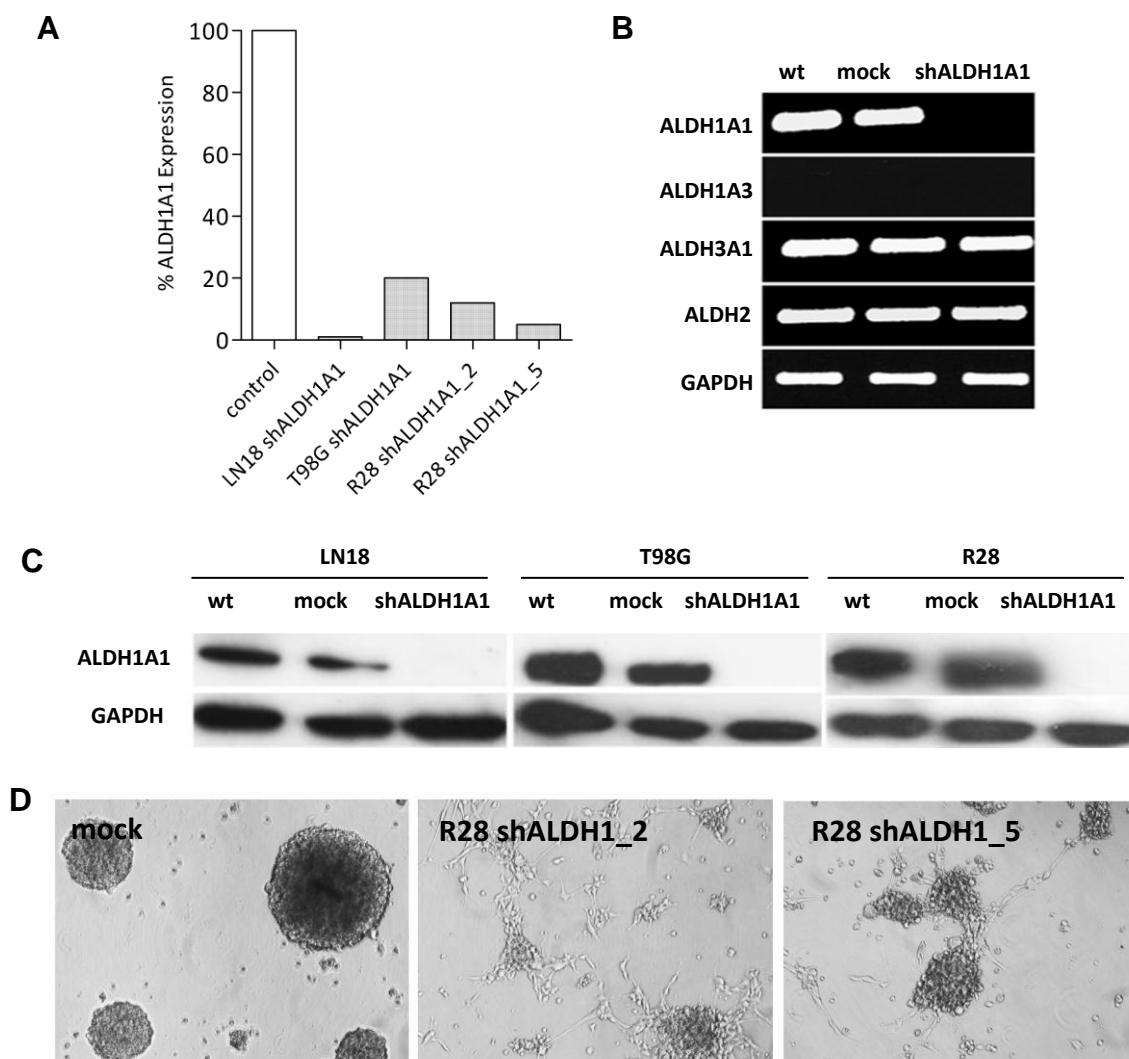 A
% ALDH1A1 Expression
100
80
60
40
20
0
control
LN18 shALDH1A1
T98G shALDH1A1
R28 shALDH1A1_2
R28 shALDH1A1_5
B
wt mock shALDH1A1
ALDH1A1
ALDH1A3
ALDH3A1
ALDH2
GAPDH
C
LN18 T98G R28
wt mock shALDH1A1 wt mock shALDH1A1 wt mock shALDH1A1
ALDH1A1
GAPDH
D
mock
R28 shALDH1_2
R28 shALDH1_5